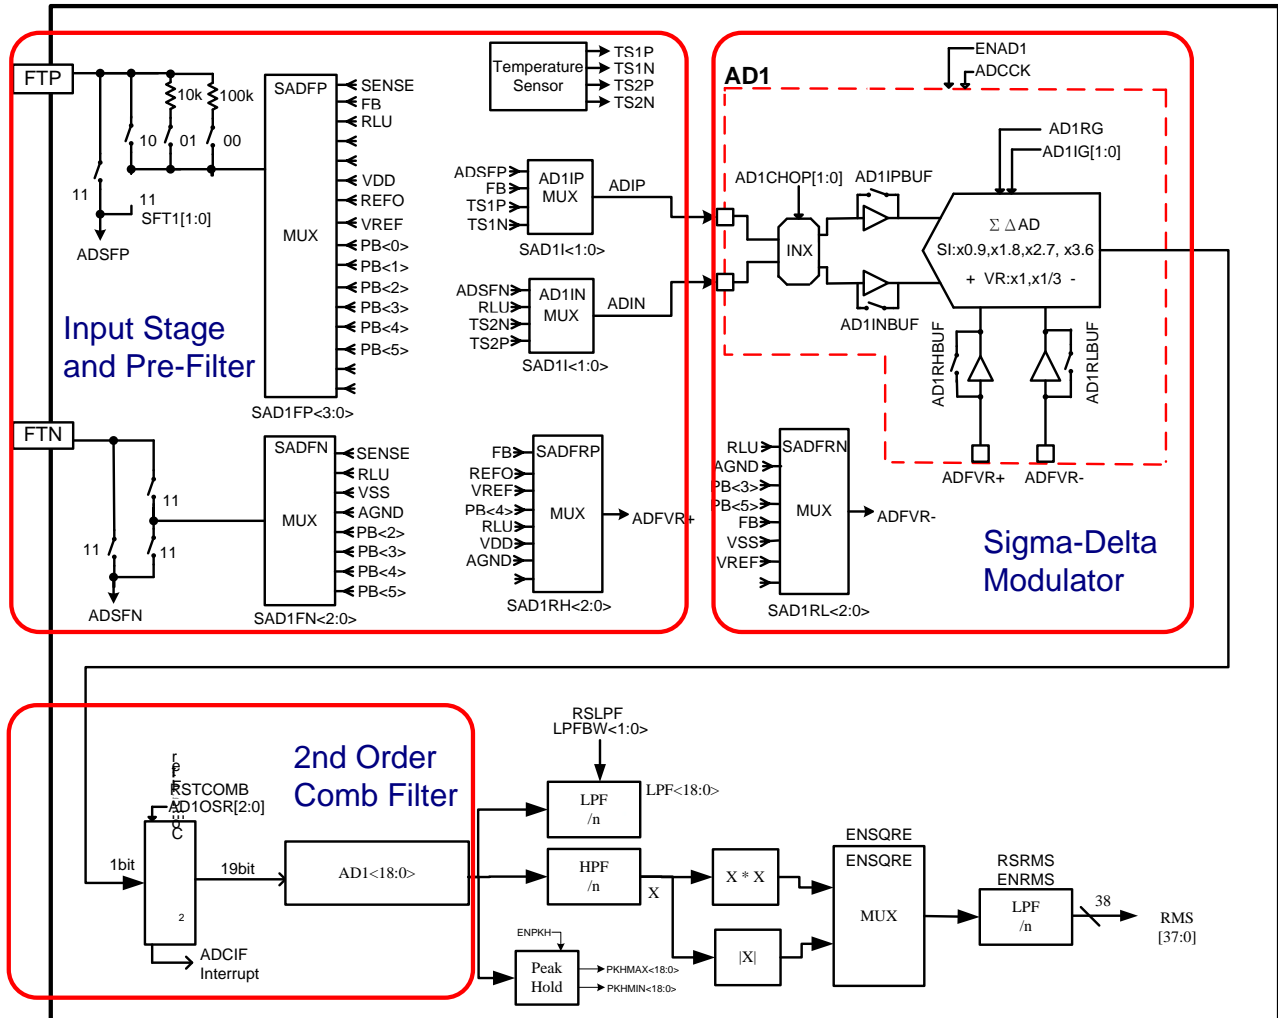 FTP
10k
100k
10
01
00
11
11
SFT1[1:0]
ADSFP
SADFP
MUX
SENSE
FB
RLU
VDD
REFO
VREF
PB<0>
PB<1>
PB<2>
PB<3>
PB<4>
PB<5>
SAD1FP<3:0>
Input Stage
and Pre-Filter
Temperature
Sensor
TS1P
TS1N
TS2P
TS2N
ADSFP
FB
TS1P
TS1N
AD1IP
MUX
ADIP
SAD1I<1:0>
ADSFN
RLU
TS2N
TS2P
AD1IN
MUX
ADIN
SAD1I<1:0>
FTN
11
11
11
ADSFN
SADFN
MUX
SENSE
RLU
VSS
AGND
PB<2>
PB<3>
PB<4>
PB<5>
SAD1FN<2:0>
FB
REFO
VREF
PB<4>
RLU
VDD
AGND
SADFRP
MUX
ADFVR+
SAD1RH<2:0>
AD1
ENAD1
ADCCK
AD1RG
AD1IG[1:0]
AD1CHOP[1:0]
AD1IPBUF
INX
AD1INBUF
Σ Δ AD
SI:x0.9,x1.8,x2.7, x3.6
+ VR:x1,x1/3 -
AD1RHBUF
AD1RLBUF
ADFVR+
ADFVR-
RLU
AGND
PB<3>
PB<5>
FB
VSS
VREF
SADFRN
MUX
ADFVR-
SAD1RL<2:0>
Sigma-Delta
Modulator
2nd Order
Comb Filter
RSTCOMB
AD1OSR[2:0]
1bit
2
19bit
AD1<18:0>
ADCIF
Interrupt
RSLPF
LPFBW<1:0>
LPF
/n
LPF<18:0>
HPF
/n
X
ENPKH
Peak
Hold
PKHMAX<18:0>
PKHMIN<18:0>
X * X
|X|
ENSQRE
ENSQRE
MUX
RSRMS
ENRMS
LPF
/n
38
RMS
[37:0]